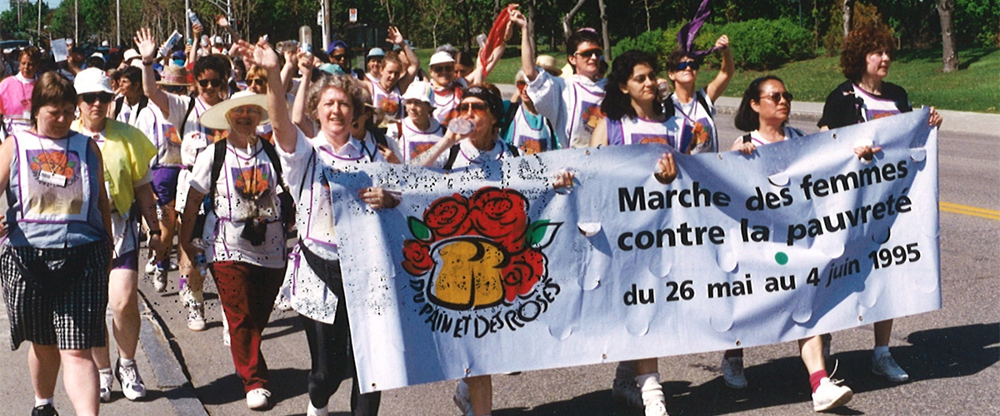 Marche des femmes
contre la pauvreté
du 26 mai au 4 juin 1995
DU PAIN ET DES ROSES